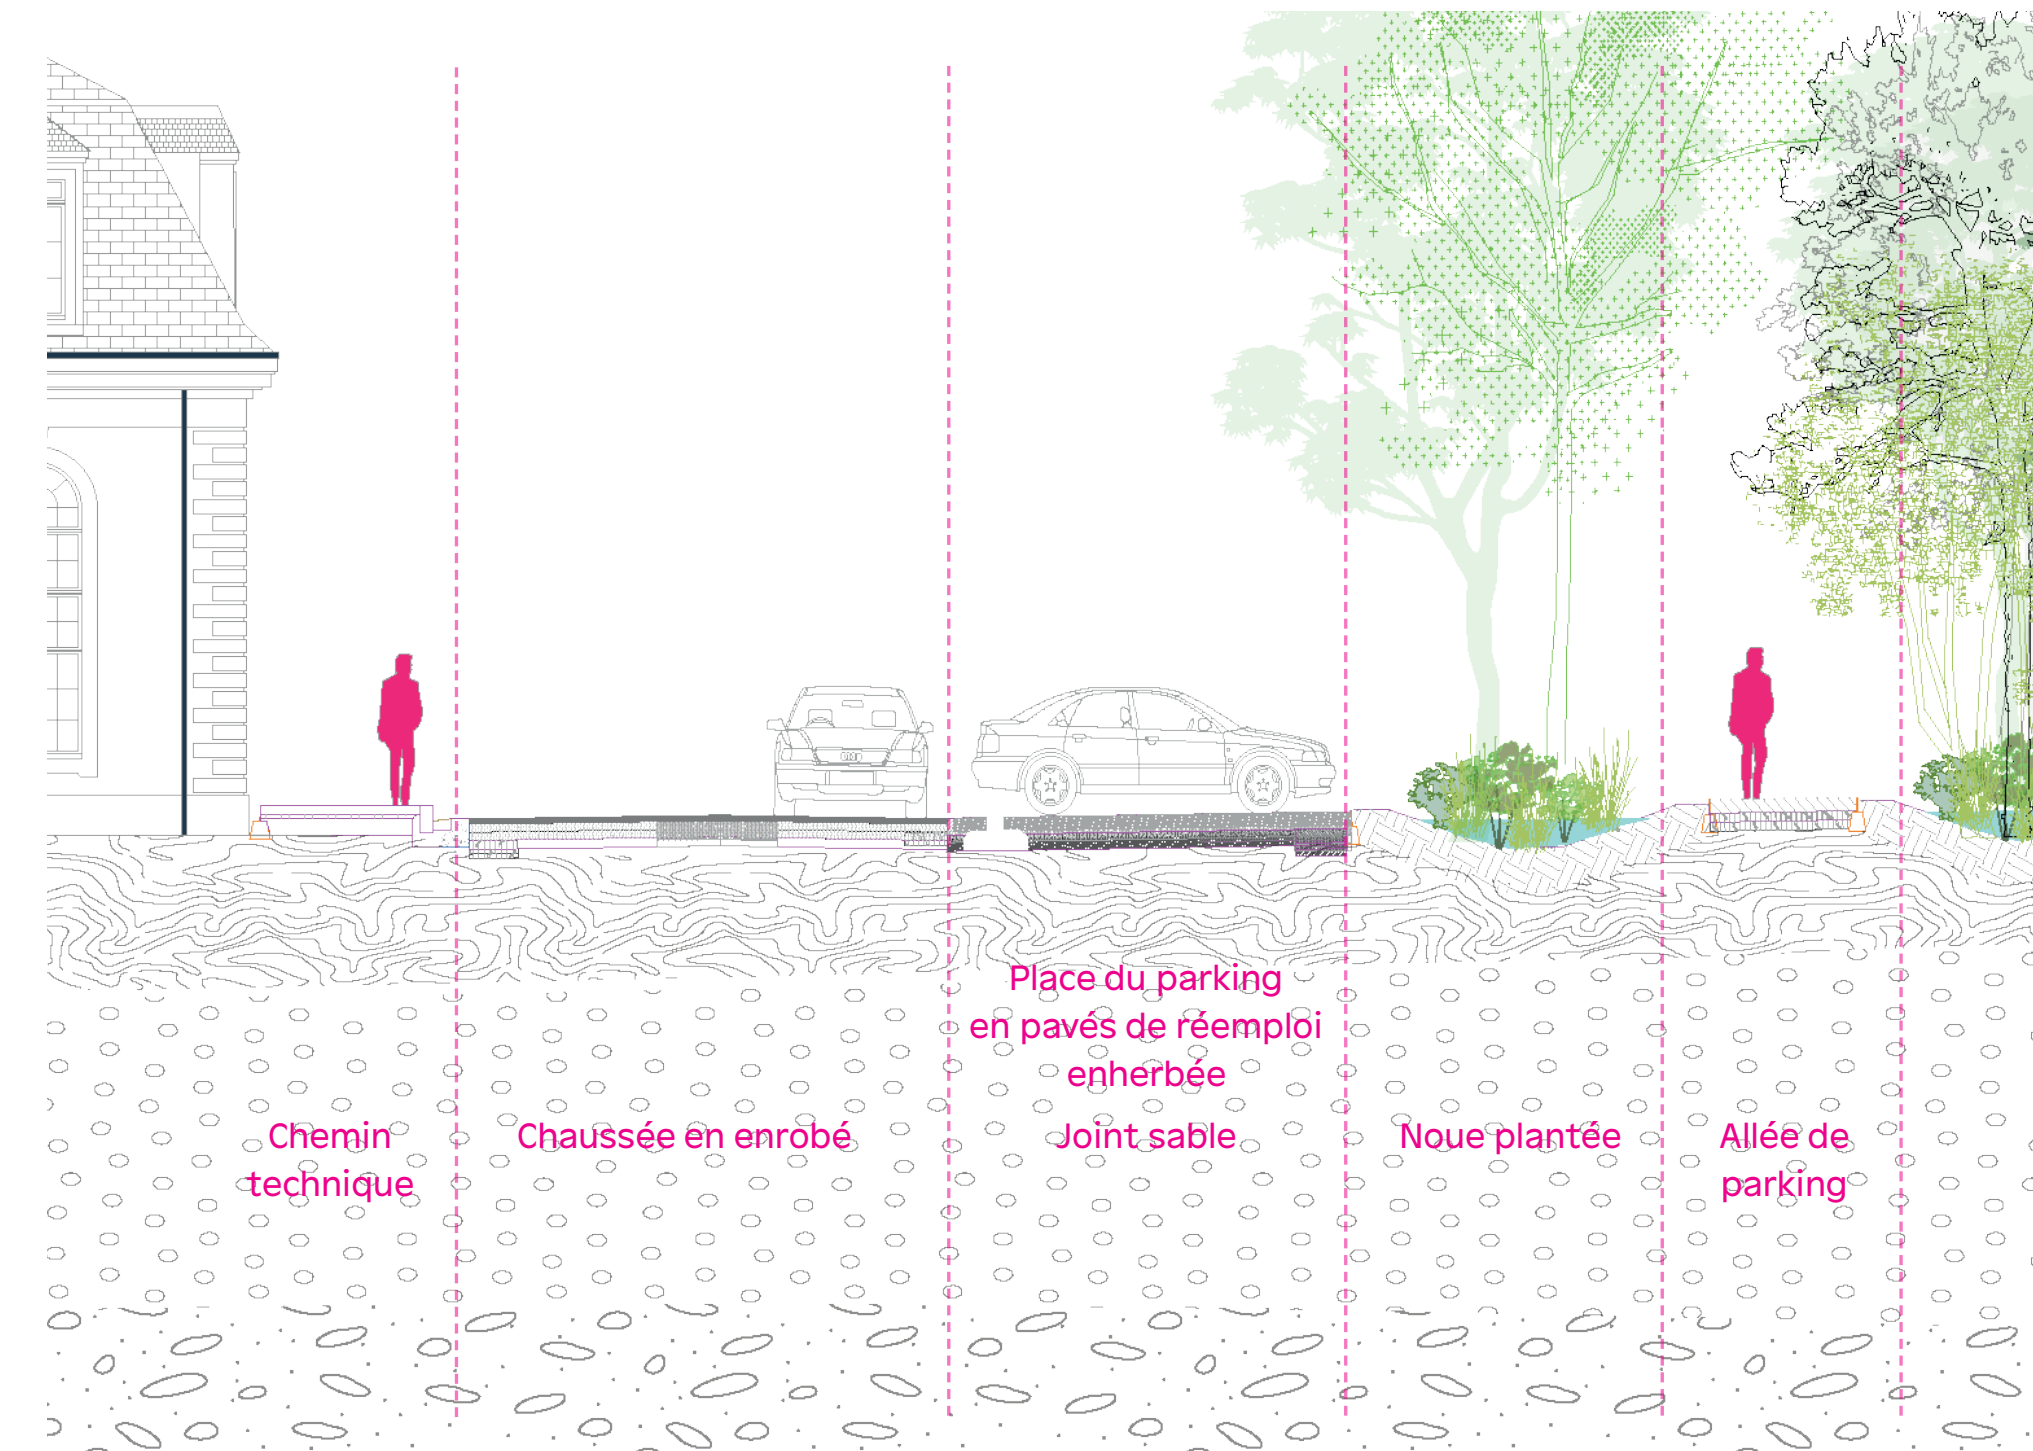 Place du parking
en pavés de réemploi
enherbée
Chemin
technique
Chaussée en enrobé
Joint sable
Noue plantée
Allée de
parking